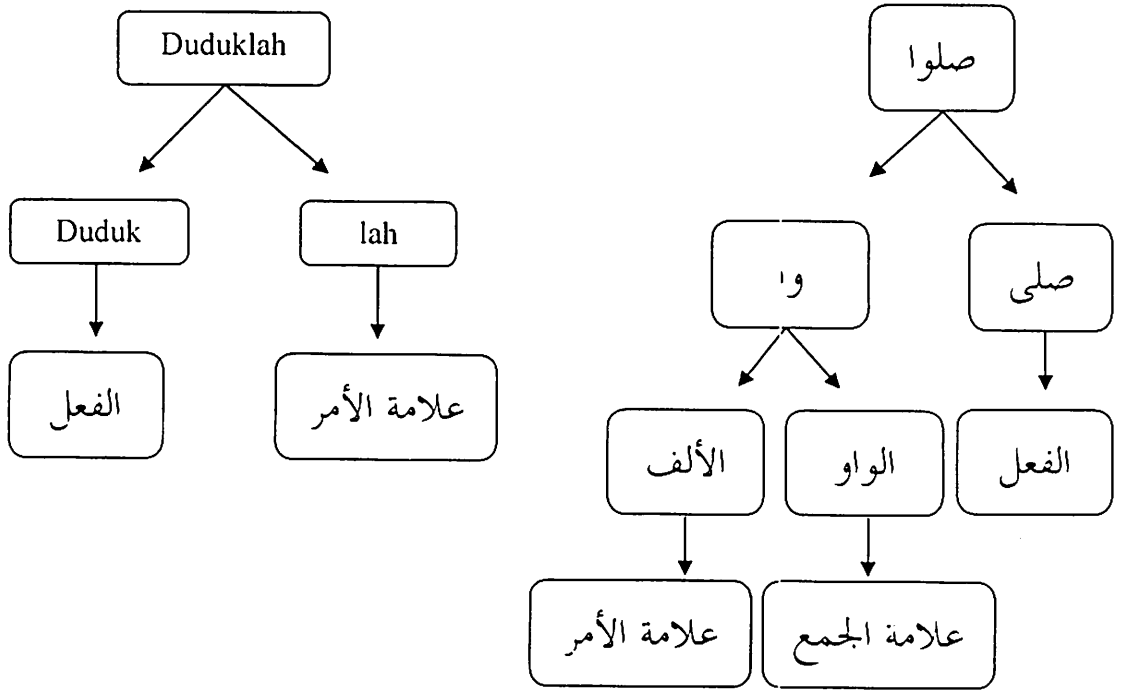 Duduklah
Duduk
lah
الفعل
علامة الأمر
صلوا
صلى
وا
الفعل
الواو
الألف
علامة الجمع
علامة الأمر